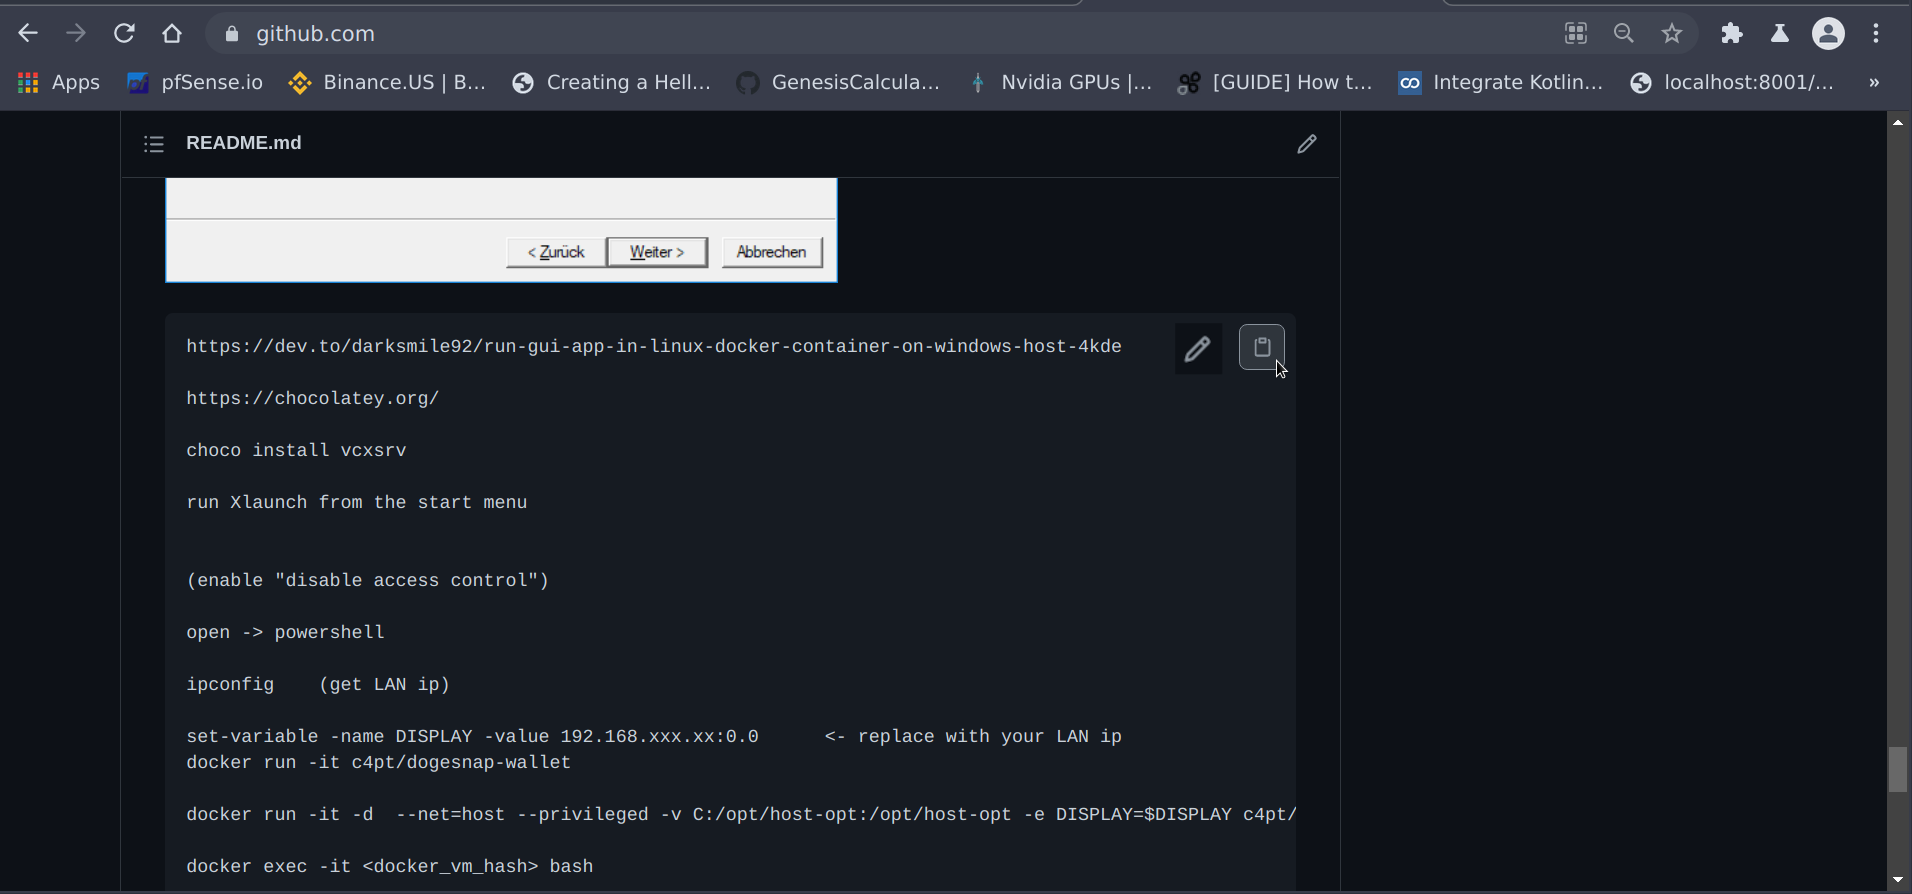 github.com
Apps
pfSense.io
Binance.US | B...
Creating a Hell...
GenesisCalcula...
Nvidia GPUs |...
[GUIDE] How t...
Integrate Kotlin...
localhost:8001/...
»
README.md
< Zurück
Weiter >
Abbrechen
https://dev.to/darksmile92/run-gui-app-in-linux-docker-container-on-windows-host-4kde
https://chocolatey.org/
choco install vcxsrv
run Xlaunch from the start menu
(enable "disable access control")
open -> powershell
ipconfig    (get LAN ip)
set-variable -name DISPLAY -value 192.168.xxx.xx:0.0      <- replace with your LAN ip
docker run -it c4pt/dogesnap-wallet
docker run -it -d  --net=host --privileged -v C:/opt/host-opt:/opt/host-opt -e DISPLAY=$DISPLAY c4pt/
docker exec -it <docker_vm_hash> bash